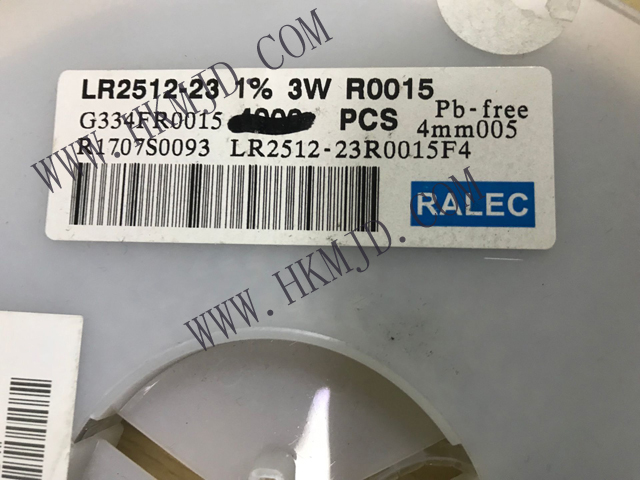 LR2512-23 1% 3W R0015
G334FR0015 PCS Pb-free
4mm005
R1707S0093 LR2512-23R0015F4
RALEC
WWW.HKMJD.COM
WWW.HKMJD.COM